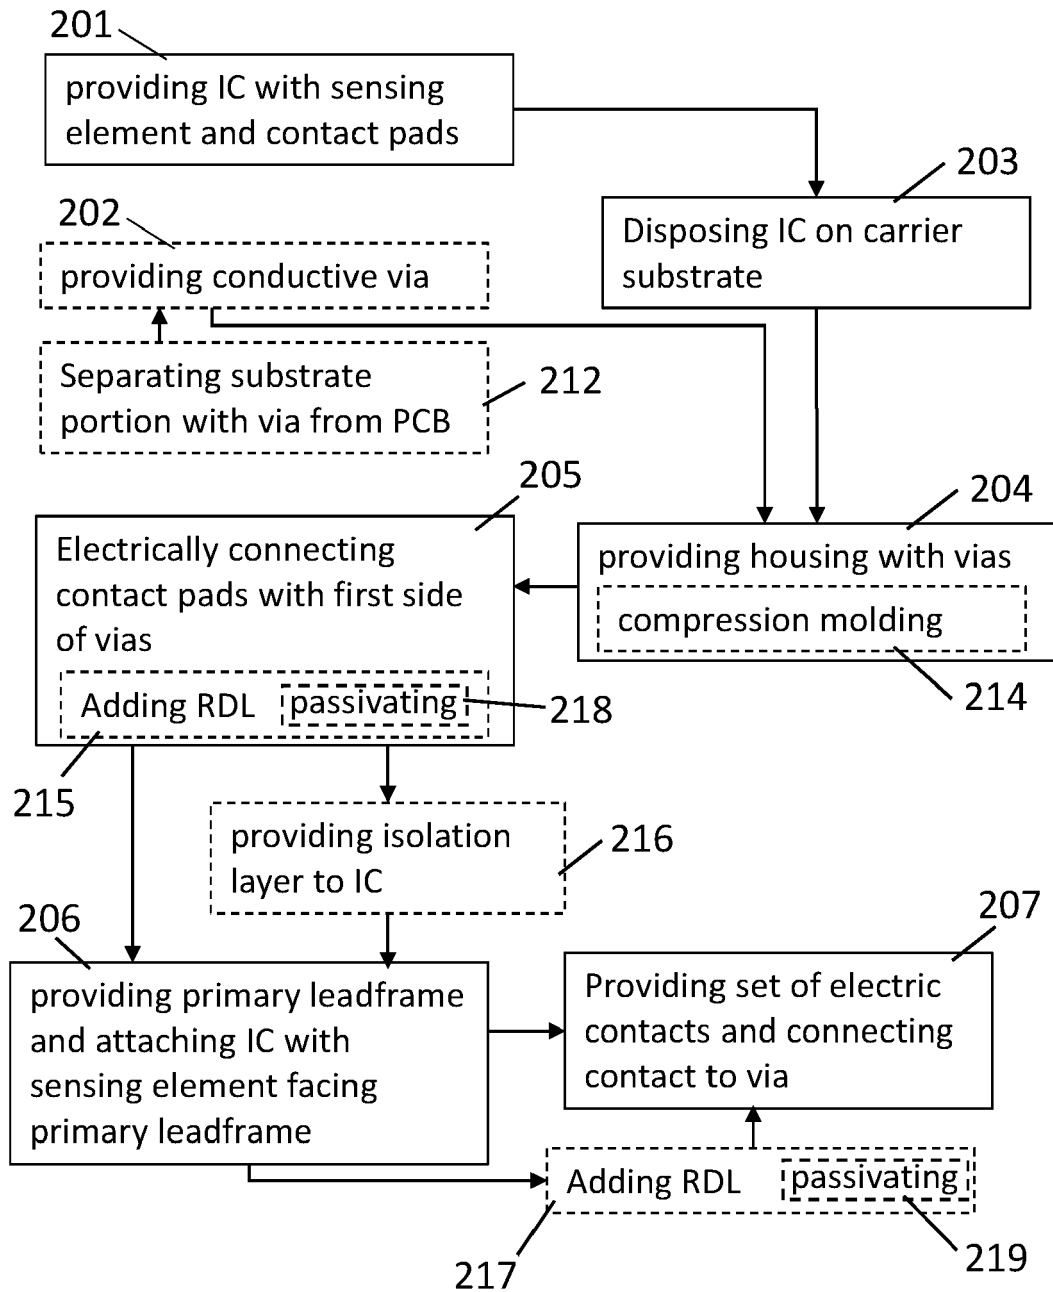 201
providing IC with sensing
element and contact pads
203
202
Disposing IC on carrier
substrate
providing conductive via
Separating substrate
portion with via from PCB
212
205
204
Electrically connecting
contact pads with first side
of vias
providing housing with vias
compression molding
Adding RDL
passivating
218
214
215
providing isolation
layer to IC
216
206
207
providing primary leadframe
and attaching IC with
sensing element facing
primary leadframe
Providing set of electric
contacts and connecting
contact to via
Adding RDL
passivating
217
219